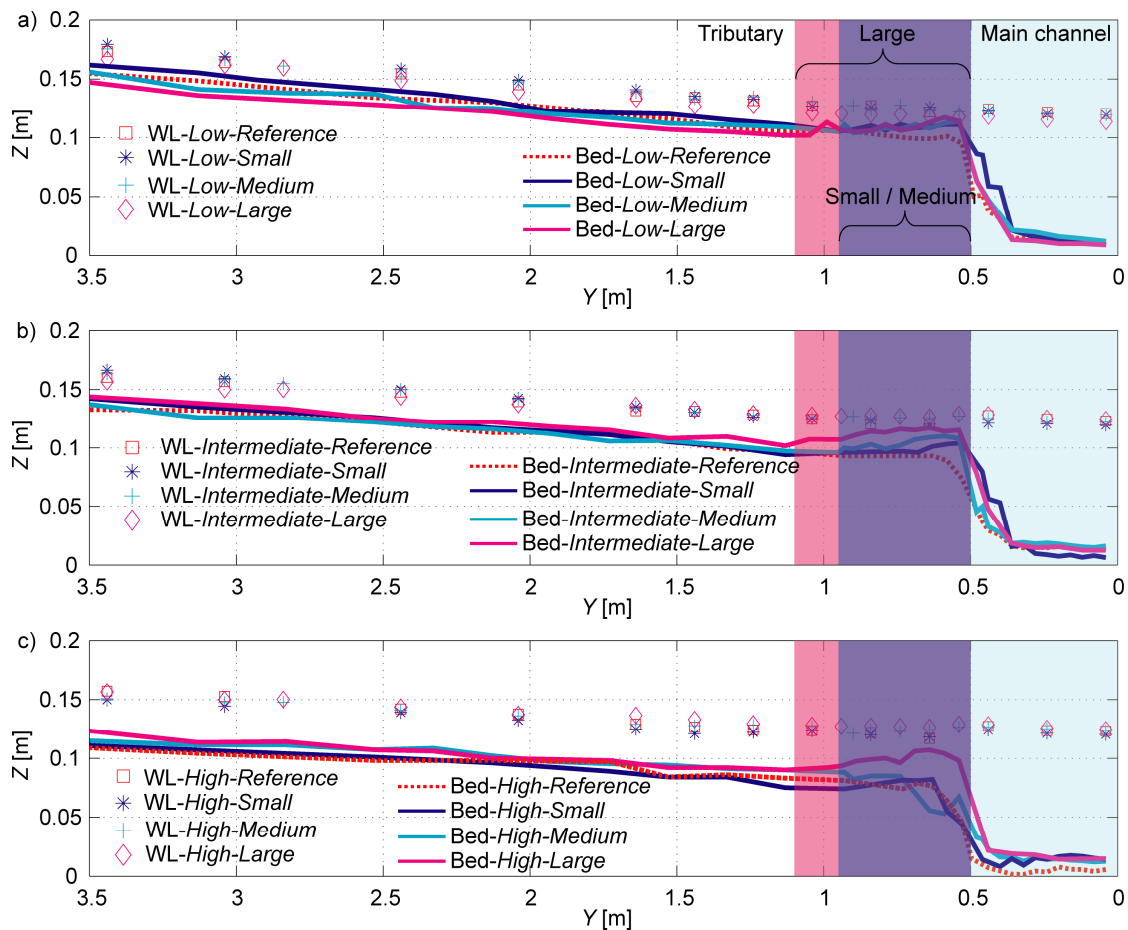 a)
Z [m]
0.2
0.15
0.1
0.05
0
Tributary
Large
Main channel
WL-Low-Reference
WL-Low-Small
WL-Low-Medium
WL-Low-Large
Bed-Low-Reference
Bed-Low-Small
Bed-Low-Medium
Bed-Low-Large
Small / Medium
3.5 3 2.5 2 1.5 1 0.5 0
Y [m]
b)
Z [m]
0.2
0.15
0.1
0.05
0
WL-Intermediate-Reference
WL-Intermediate-Small
WL-Intermediate-Medium
WL-Intermediate-Large
Bed-Intermediate-Reference
Bed-Intermediate-Small
Bed-Intermediate-Medium
Bed-Intermediate-Large
3.5 3 2.5 2 1.5 1 0.5 0
Y [m]
c)
Z [m]
0.2
0.15
0.1
0.05
0
WL-High-Reference
WL-High-Small
WL-High-Medium
WL-High-Large
Bed-High-Reference
Bed-High-Small
Bed-High-Medium
Bed-High-Large
3.5 3 2.5 2 1.5 1 0.5 0
Y [m]